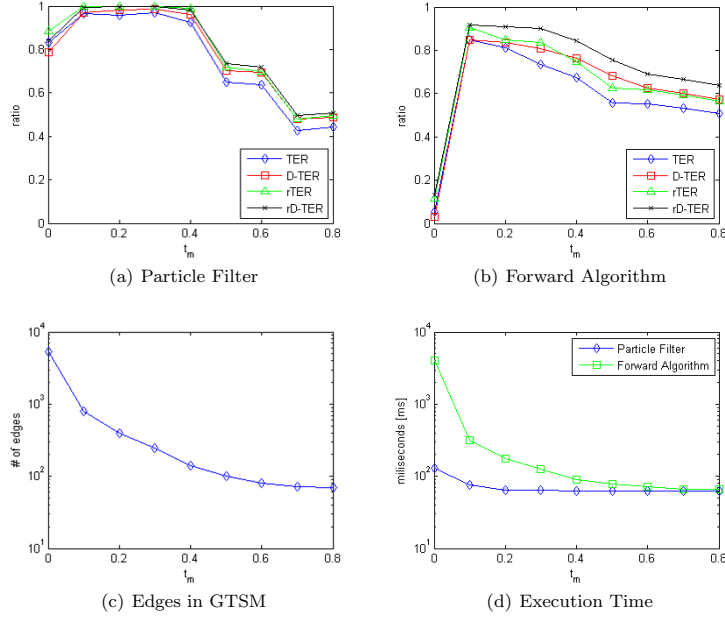 1
0.8
0.6
0.4
0.2
0
ratio
0 0.2 0.4 0.6 0.8
t_m
TER
D-TER
rTER
rD-TER
(a) Particle Filter
1
0.8
0.6
0.4
0.2
0
ratio
0 0.2 0.4 0.6 0.8
t_m
TER
D-TER
rTER
rD-TER
(b) Forward Algorithm
10^4
10^3
10^2
10^1
# of edges
0 0.2 0.4 0.6 0.8
t_m
(c) Edges in GTSM
10^4
10^3
10^2
10^1
miliseconds [ms]
0 0.2 0.4 0.6 0.8
t_m
Particle Filter
Forward Algorithm
(d) Execution Time